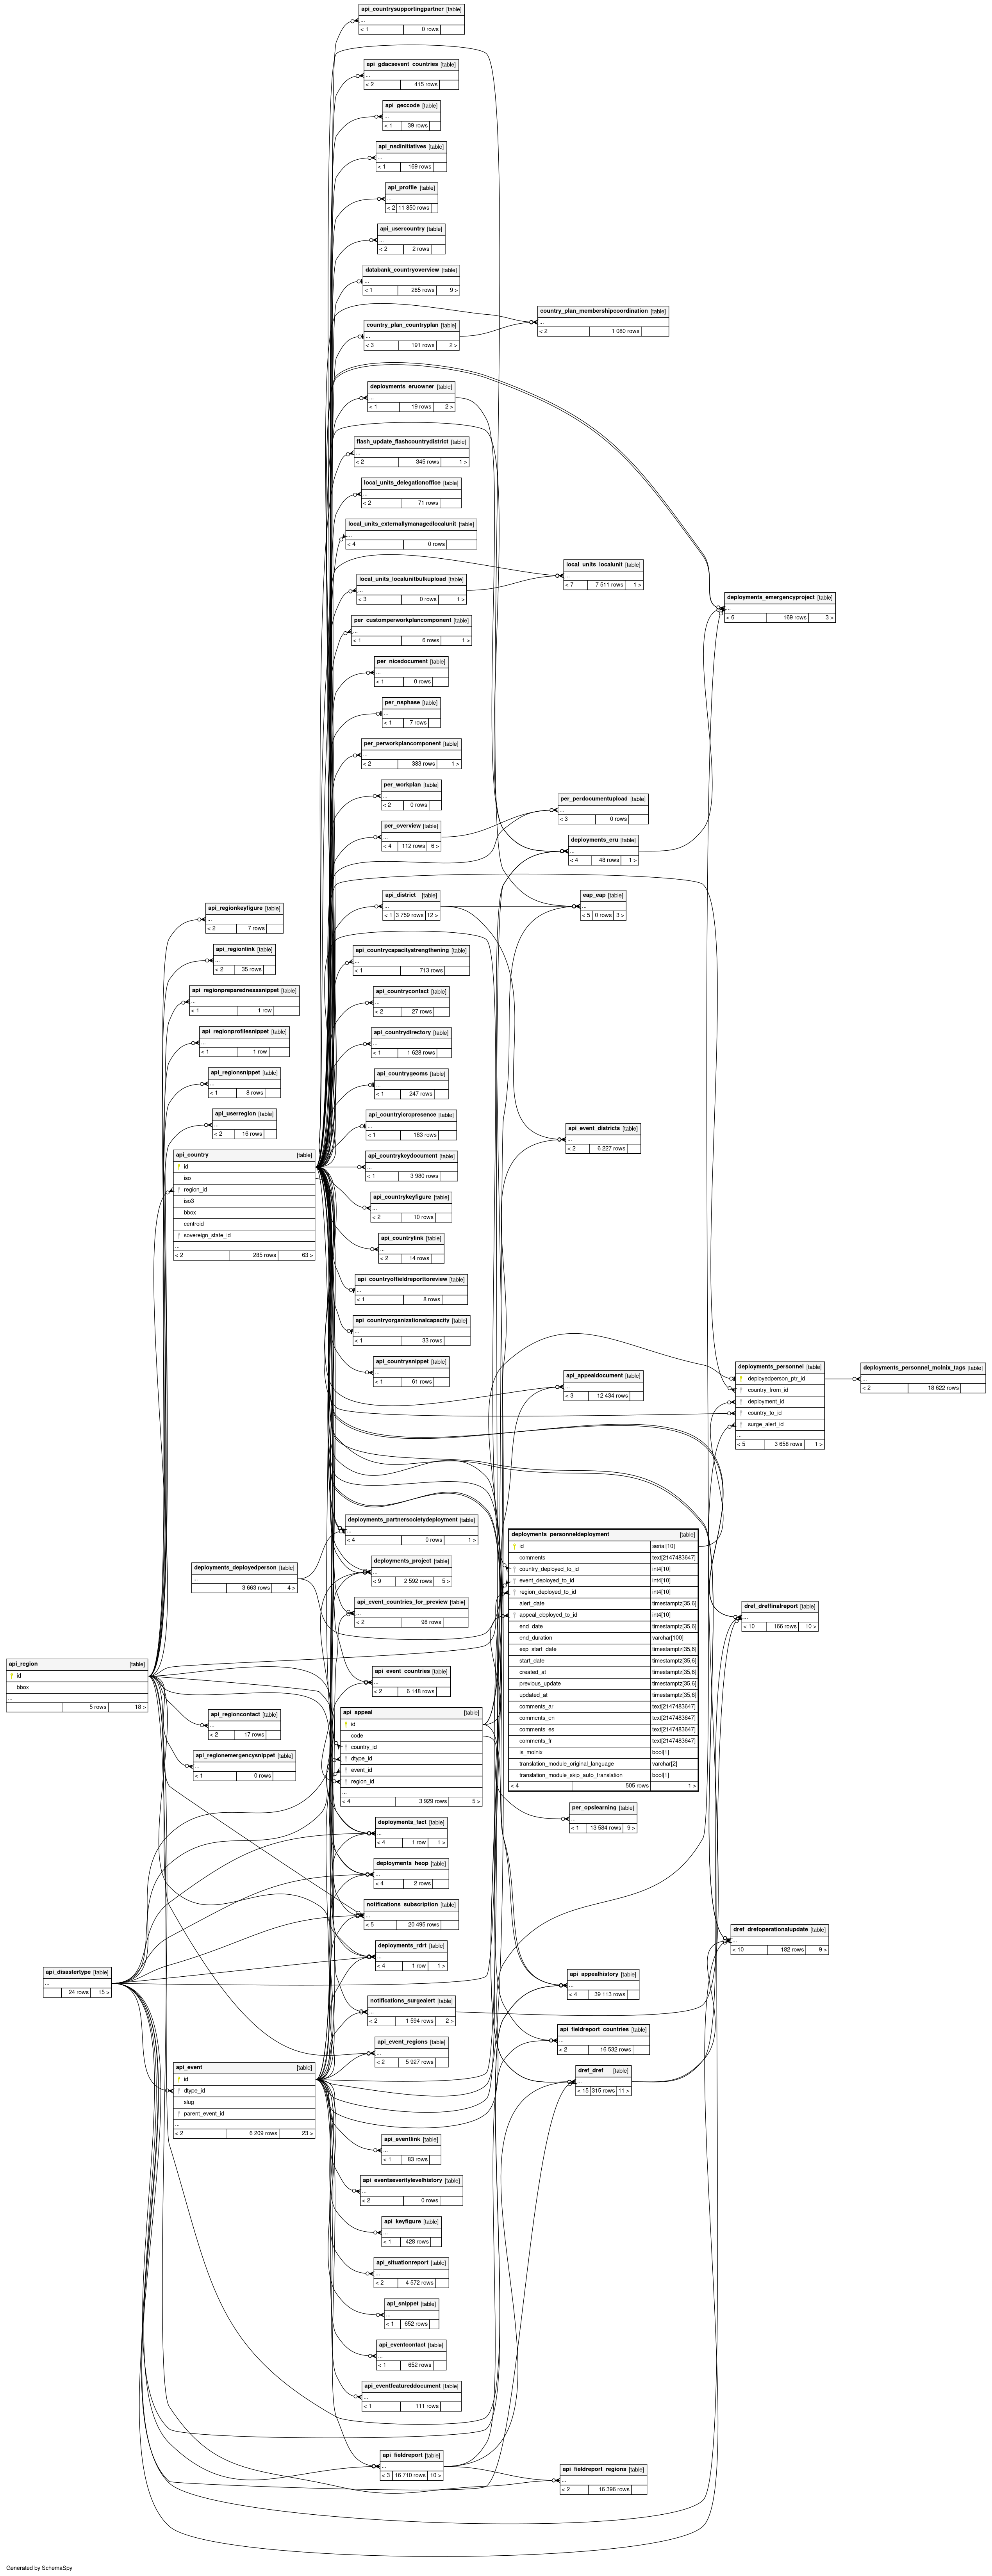 api_countrysupportingpartner [table]
...
< 1 0 rows
api_gdacsevent_countries [table]
...
< 2 415 rows
api_geccode [table]
...
< 1 39 rows
api_nsdinitiatives [table]
...
< 1 169 rows
api_profile [table]
...
< 2 11 850 rows
api_usercountry [table]
...
< 2 2 rows
databank_countryoverview [table]
...
< 1 285 rows 9 >
country_plan_membershipcoordination [table]
...
< 2 1 080 rows
country_plan_countryplan [table]
...
< 3 191 rows 2 >
deployments_eruowner [table]
...
< 1 19 rows 2 >
flash_update_flashcountrydistrict [table]
...
< 2 345 rows 1 >
local_units_delegationoffice [table]
...
< 2 71 rows
local_units_externallymanagedlocalunit [table]
...
< 4 0 rows
local_units_localunit [table]
...
< 7 7 511 rows 1 >
local_units_localunitbulkupload [table]
...
< 3 0 rows 1 >
deployments_emergencyproject [table]
...
< 6 169 rows 3 >
per_customperworkplancomponent [table]
...
< 1 6 rows 1 >
per_nicedocument [table]
...
< 1 0 rows
per_nsphase [table]
...
< 1 7 rows
per_perworkplancomponent [table]
...
< 2 383 rows 1 >
per_workplan [table]
...
< 2 0 rows
per_perdocumentupload [table]
...
< 3 0 rows
per_overview [table]
...
< 4 112 rows 6 >
deployments_eru [table]
...
< 4 48 rows 1 >
api_district [table]
...
< 1 3 759 rows 12 >
eap_eap [table]
...
< 5 0 rows 3 >
api_regionkeyfigure [table]
...
< 2 7 rows
api_regionlink [table]
...
< 2 35 rows
api_regionpreparednesssnippet [table]
...
< 1 1 row
api_regionprofilesnippet [table]
...
< 1 1 row
api_regionsnippet [table]
...
< 1 8 rows
api_userregion [table]
...
< 2 16 rows
api_countrycapacitystrengthening [table]
...
< 1 713 rows
api_countrycontact [table]
...
< 2 27 rows
api_countrydirectory [table]
...
< 1 1 628 rows
api_countrygeoms [table]
...
< 1 247 rows
api_countryicrcpresence [table]
...
< 1 183 rows
api_event_districts [table]
...
< 2 6 227 rows
api_country [table]
id
iso
region_id
iso3
bbox
centroid
sovereign_state_id
...
< 2 285 rows 63 >
api_countrykeydocument [table]
...
< 1 3 980 rows
api_countrykeyfigure [table]
...
< 2 10 rows
api_countrylink [table]
...
< 2 14 rows
api_countryoffieldreporttoreview [table]
...
< 1 8 rows
api_countryorganizationalcapacity [table]
...
< 1 33 rows
api_countrysnippet [table]
...
< 1 61 rows
api_appealdocument [table]
...
< 3 12 434 rows
deployments_personnel [table]
deployedperson_ptr_id
country_from_id
deployment_id
country_to_id
surge_alert_id
...
< 5 3 658 rows 1 >
deployments_personnel_molnix_tags [table]
...
< 2 18 622 rows
deployments_partnersocietydeployment [table]
...
< 4 0 rows 1 >
deployments_deployedperson [table]
...
3 663 rows 4 >
deployments_project [table]
...
< 9 2 592 rows 5 >
api_event_countries_for_preview [table]
...
< 2 98 rows
deployments_personneldeployment [table]
id serial[10]
comments text[2147483647]
country_deployed_to_id int4[10]
event_deployed_to_id int4[10]
region_deployed_to_id int4[10]
alert_date timestamptz[35,6]
appeal_deployed_to_id int4[10]
end_date timestamptz[35,6]
end_duration varchar[100]
exp_start_date timestamptz[35,6]
start_date timestamptz[35,6]
created_at timestamptz[35,6]
previous_update timestamptz[35,6]
updated_at timestamptz[35,6]
comments_ar text[2147483647]
comments_en text[2147483647]
comments_es text[2147483647]
comments_fr text[2147483647]
is_molnix bool[1]
translation_module_original_language varchar[2]
translation_module_skip_auto_translation bool[1]
< 4 505 rows 1 >
dref_dreffinalreport [table]
...
< 10 166 rows 10 >
api_region [table]
id
bbox
...
5 rows 18 >
api_event_countries [table]
...
< 2 6 148 rows
api_regioncontact [table]
...
< 2 17 rows
api_regionemergencysnippet [table]
...
< 1 0 rows
api_appeal [table]
id
code
country_id
dtype_id
event_id
region_id
...
< 4 3 929 rows 5 >
per_opslearning [table]
...
< 1 13 584 rows 9 >
deployments_fact [table]
...
< 4 1 row 1 >
deployments_heop [table]
...
< 4 2 rows
notifications_subscription [table]
...
< 5 20 495 rows
deployments_rdrt [table]
...
< 4 1 row 1 >
dref_drefoperationalupdate [table]
...
< 10 182 rows 9 >
api_disastertype [table]
...
24 rows 15 >
api_appealhistory [table]
...
< 4 39 113 rows
notifications_surgealert [table]
...
< 2 1 594 rows 2 >
api_fieldreport_countries [table]
...
< 2 16 532 rows
api_event_regions [table]
...
< 2 5 927 rows
dref_dref [table]
...
< 15 315 rows 11 >
api_event [table]
id
dtype_id
slug
parent_event_id
...
< 2 6 209 rows 23 >
api_eventlink [table]
...
< 1 83 rows
api_eventseveritylevelhistory [table]
...
< 2 0 rows
api_keyfigure [table]
...
< 1 428 rows
api_situationreport [table]
...
< 2 4 572 rows
api_snippet [table]
...
< 1 652 rows
api_eventcontact [table]
...
< 1 652 rows
api_eventfeatureddocument [table]
...
< 1 111 rows
api_fieldreport [table]
...
< 3 16 710 rows 10 >
api_fieldreport_regions [table]
...
< 2 16 396 rows
Generated by SchemaSpy